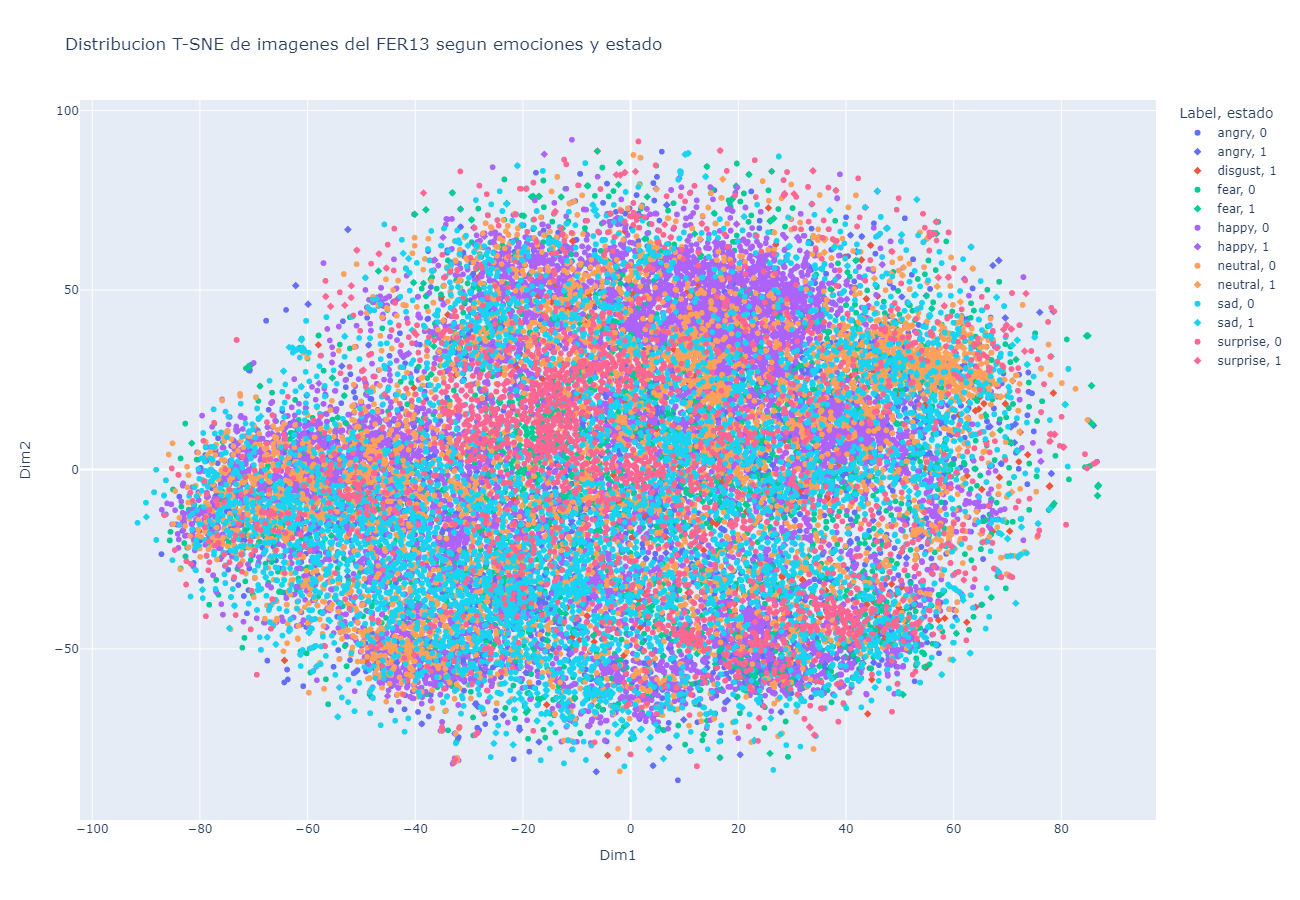 Distribucion T-SNE de imagenes del FER13 segun emociones y estado
Label, estado
angry, 0
angry, 1
disgust, 1
fear, 0
fear, 1
happy, 0
happy, 1
neutral, 0
neutral, 1
sad, 0
sad, 1
surprise, 0
surprise, 1
100
50
0
−50
Dim2
−100
−80
−60
−40
−20
0
20
40
60
80
Dim1